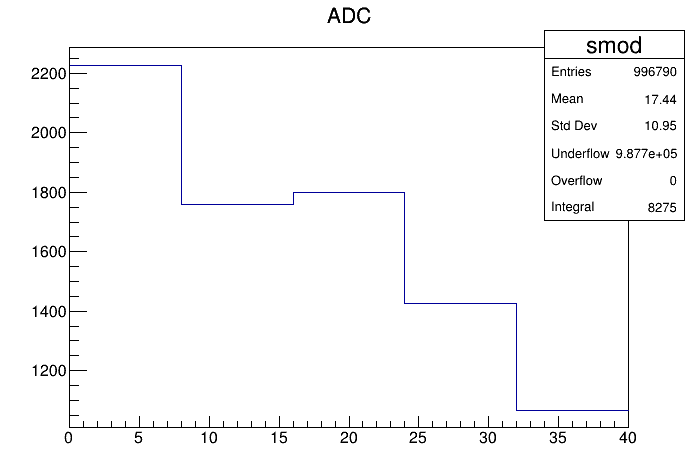 ADC
smod
Entries 996790
Mean 17.44
Std Dev 10.95
Underflow 9.877e+05
Overflow 0
Integral 8275
2200
2000
1800
1600
1400
1200
0 5 10 15 20 25 30 35 40